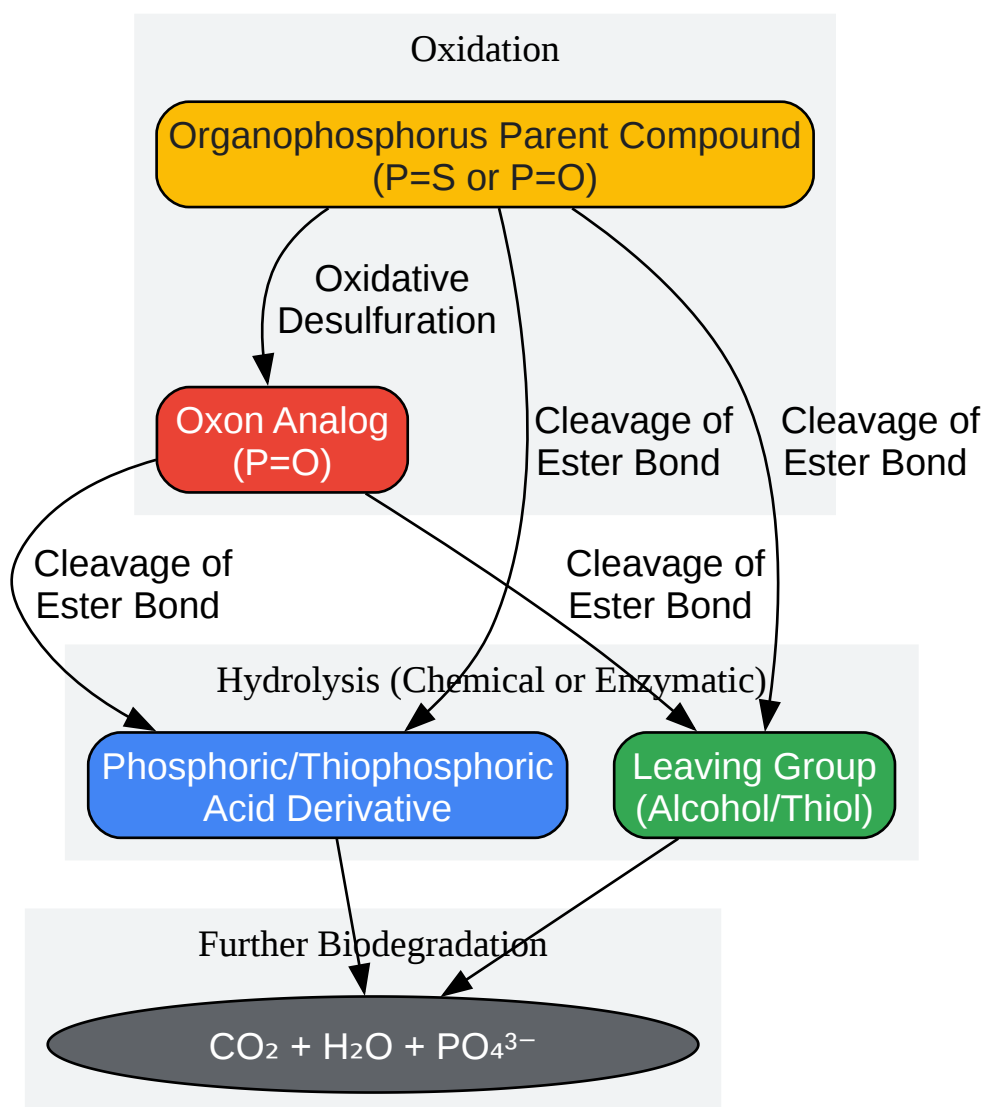 Oxidation
Organophosphorus Parent Compound
(P=S or P=O)
Oxidative
Desulfuration
Oxon Analog
(P=O)
Cleavage of
Ester Bond
Cleavage of
Ester Bond
Cleavage of
Ester Bond
Cleavage of
Ester Bond
Hydrolysis (Chemical or Enzymatic)
Phosphoric/Thiophosphoric
Acid Derivative
Leaving Group
(Alcohol/Thiol)
Further Biodegradation
CO₂ + H₂O + PO₄³⁻